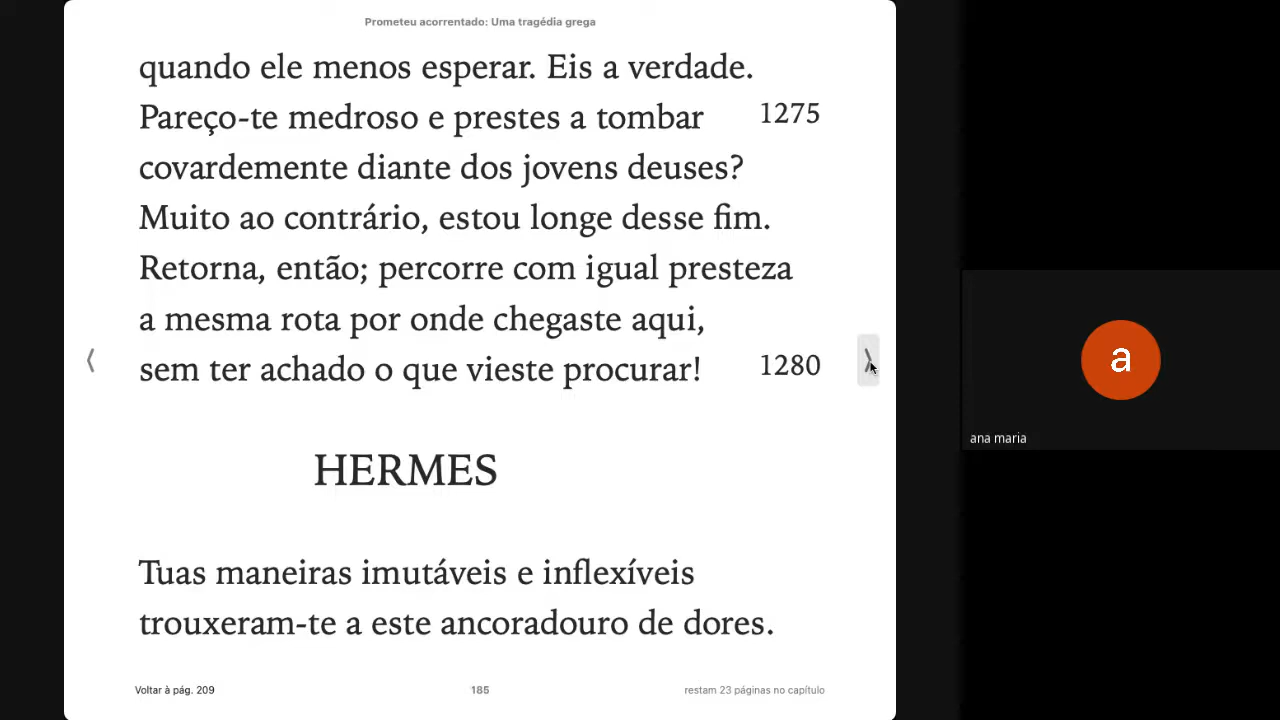 Prometeu acorrentado: Uma tragédia grega
quando ele menos esperar. Eis a verdade.
Pareço-te medroso e prestes a tombar 1275
covardemente diante dos jovens deuses?
Muito ao contrário, estou longe desse fim.
Retorna, então; percorre com igual presteza
a mesma rota por onde chegaste aqui,
sem ter achado o que vieste procurar! 1280
HERMES
Tuas maneiras imutáveis e inflexíveis
trouxeram-te a este ancoradouro de dores.
Voltar à pág. 209 185 restam 23 páginas no capítulo
a
ana maria